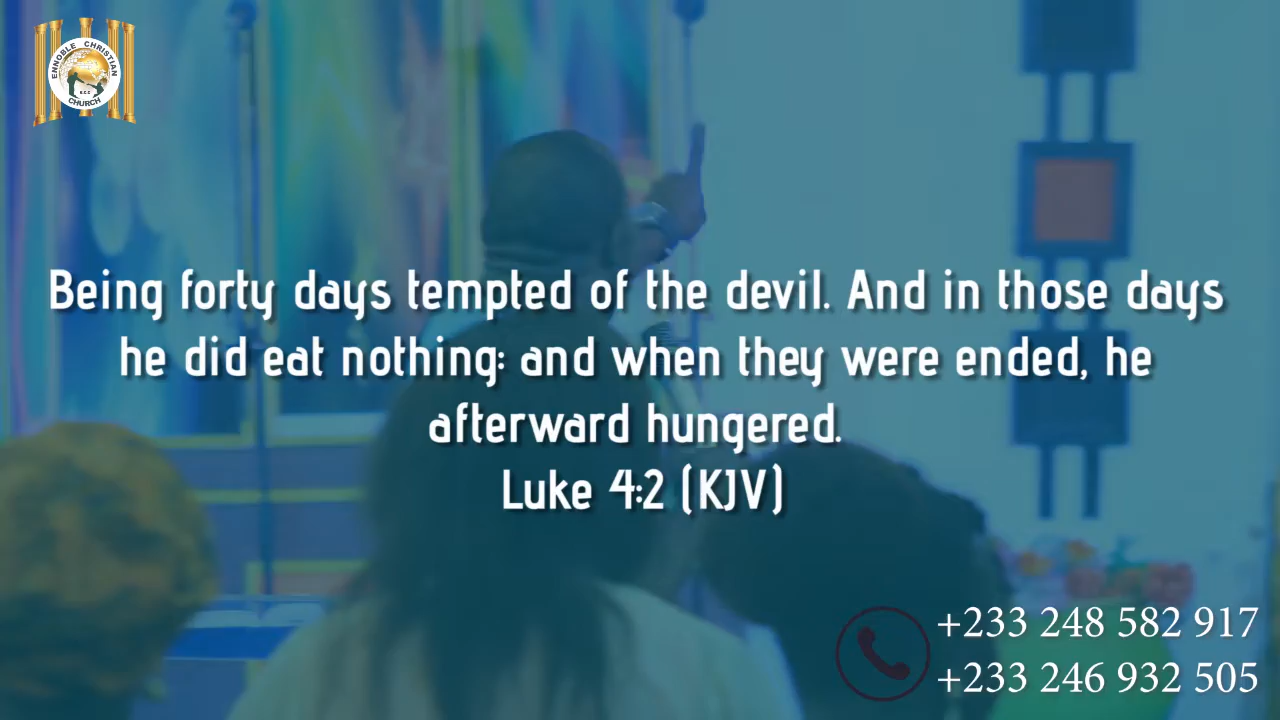 ENNOBLE CHRISTIAN
E.C.C
CHURCH
Being forty days tempted of the devil. And in those days
he did eat nothing: and when they were ended, he
afterward hungered.
Luke 4:2 (KJV)
+233 248 582 917
+233 246 932 505